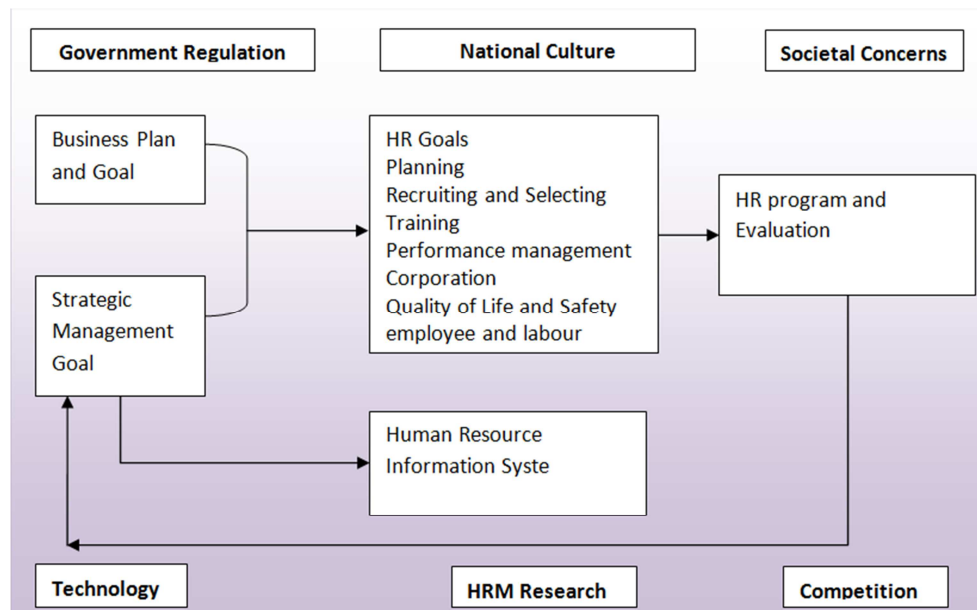 Government Regulation
National Culture
Societal Concerns
Business Plan
and Goal
HR Goals
Planning
Recruiting and Selecting
Training
Performance management
Corporation
Quality of Life and Safety
employee and labour
HR program and
Evaluation
Strategic
Management
Goal
Human Resource
Information Syste
Technology
HRM Research
Competition